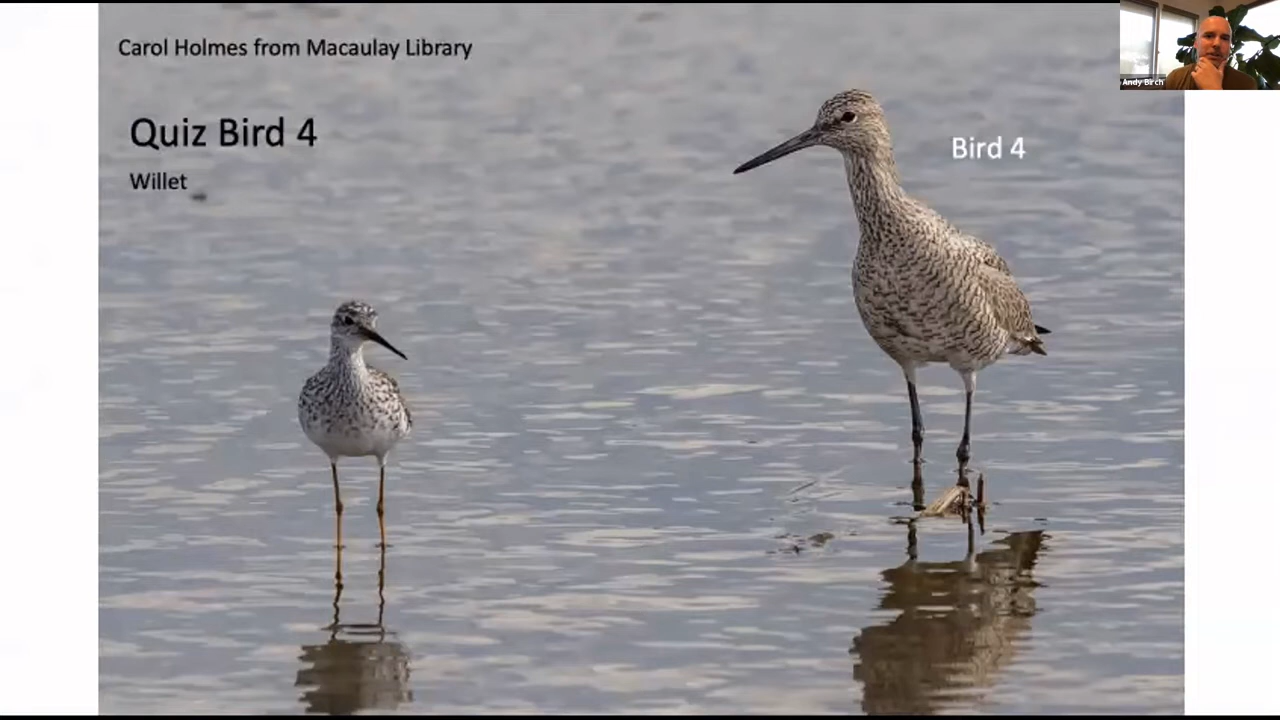 Carol Holmes from Macaulay Library
Andy Birch
Quiz Bird 4
Bird 4
Willet